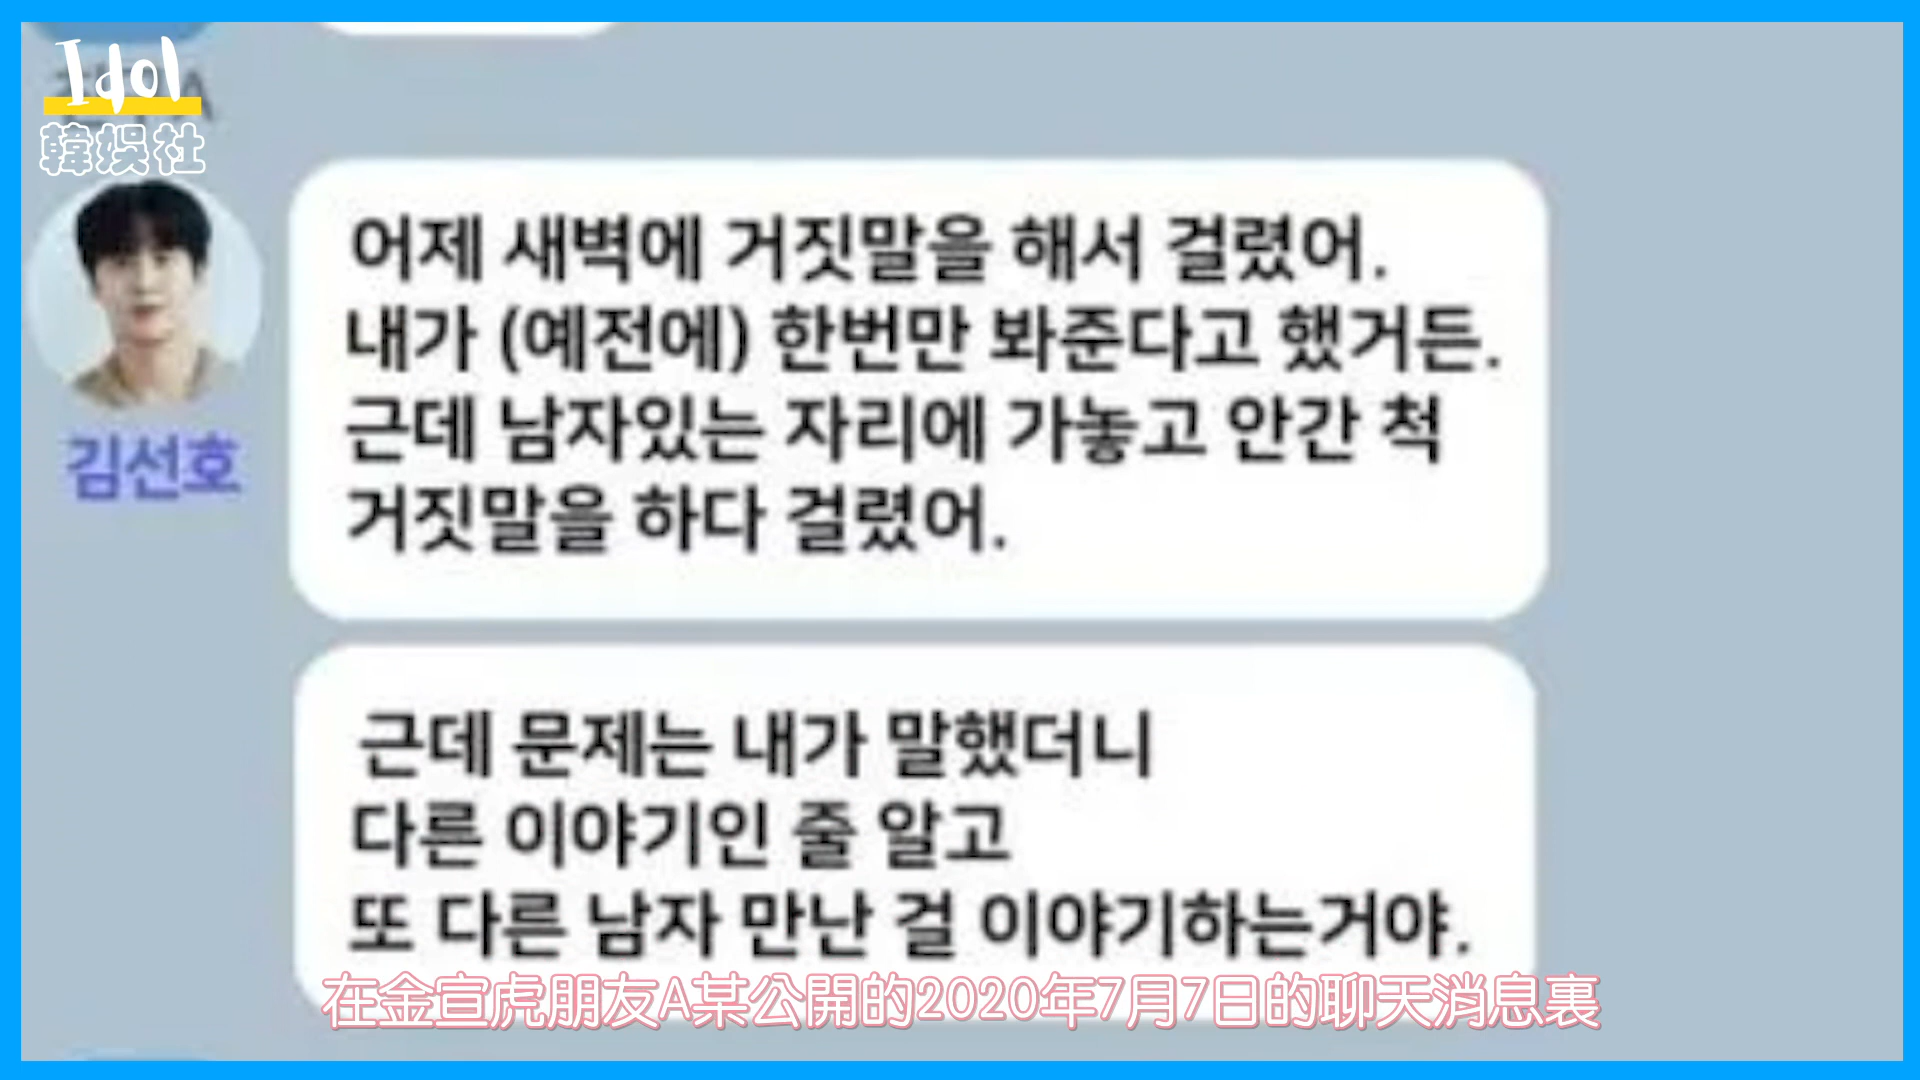 Idol
韓娛社
어제 새벽에 거짓말을 해서 걸렸어.
내가 (예전에) 한번만 봐준다고 했거든.
근데 남자있는 자리에 가놓고 안간 척
거짓말을 하다 걸렸어.
김선호
근데 문제는 내가 말했더니
다른 이야기인 줄 알고
또 다른 남자 만난 걸 이야기하는거야.
在金宣虎朋友A某公開的2020年7月7日的聊天消息裏